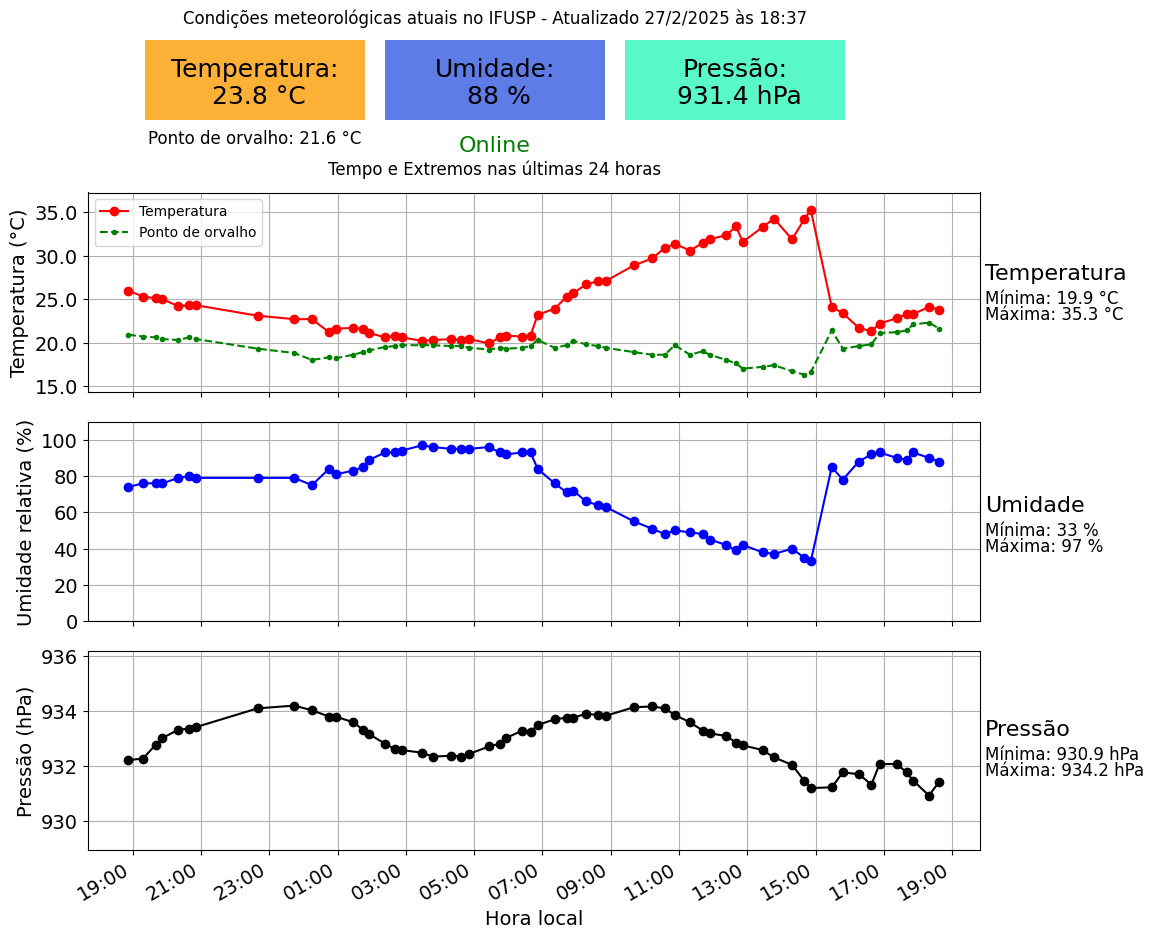 Condições meteorológicas atuais no IFUSP - Atualizado 27/2/2025 às 18:37
Temperatura:
23.8 °C
Umidade:
88 %
Pressão:
931.4 hPa
Ponto de orvalho: 21.6 °C
Online
Tempo e Extremos nas últimas 24 horas
Temperatura (°C)
35.0
30.0
25.0
20.0
15.0
Temperatura
Ponto de orvalho
Temperatura
Mínima: 19.9 °C
Máxima: 35.3 °C
Umidade relativa (%)
100
80
60
40
20
0
Umidade
Mínima: 33 %
Máxima: 97 %
Pressão (hPa)
936
934
932
930
Pressão
Mínima: 930.9 hPa
Máxima: 934.2 hPa
19:00 21:00 23:00 01:00 03:00 05:00 07:00 09:00 11:00 13:00 15:00 17:00 19:00
Hora local